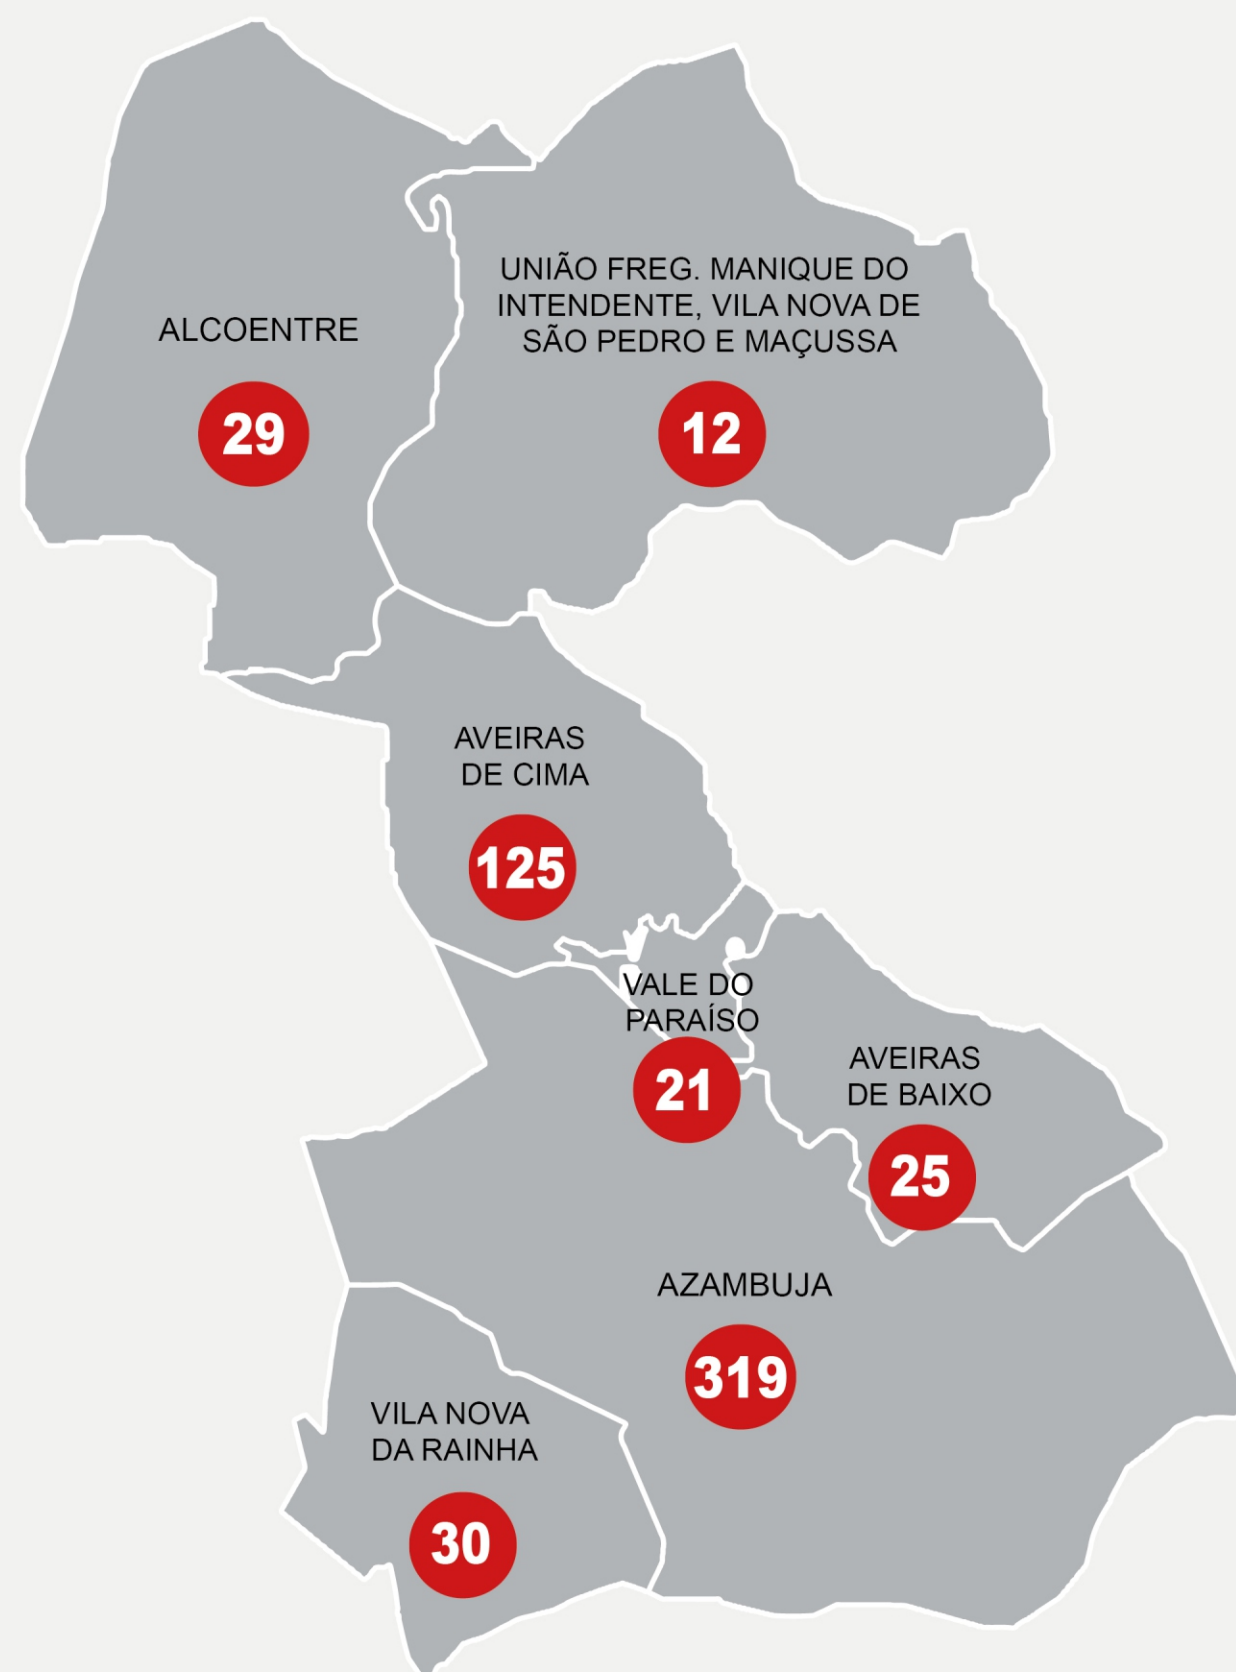 UNIÃO FREG. MANIQUE DO
INTENDENTE, VILA NOVA DE
SÃO PEDRO E MAÇUSSA
12
ALCOENTRE
29
AVEIRAS
DE CIMA
125
VALE DO
PARAÍSO
21
AVEIRAS
DE BAIXO
25
AZAMBUJA
319
VILA NOVA
DA RAINHA
30